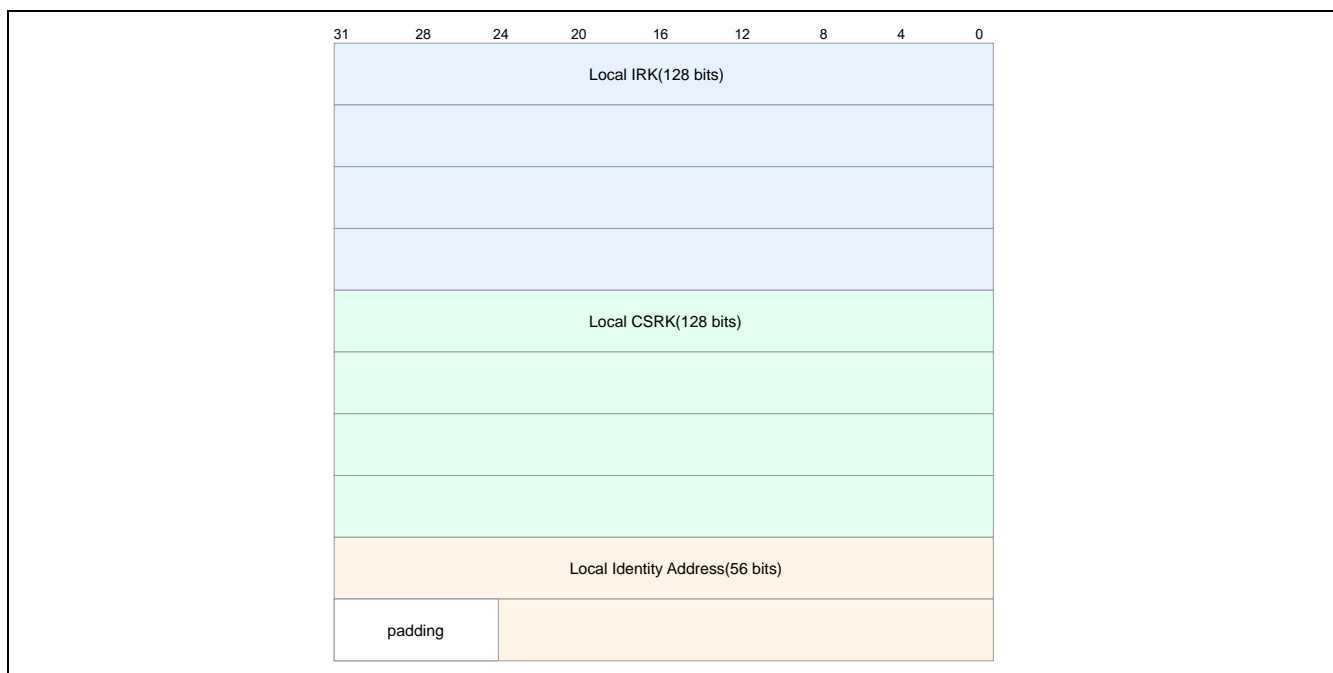 31 28 24 20 16 12 8 4 0
Local IRK(128 bits)
Local CSRK(128 bits)
Local Identity Address(56 bits)
padding